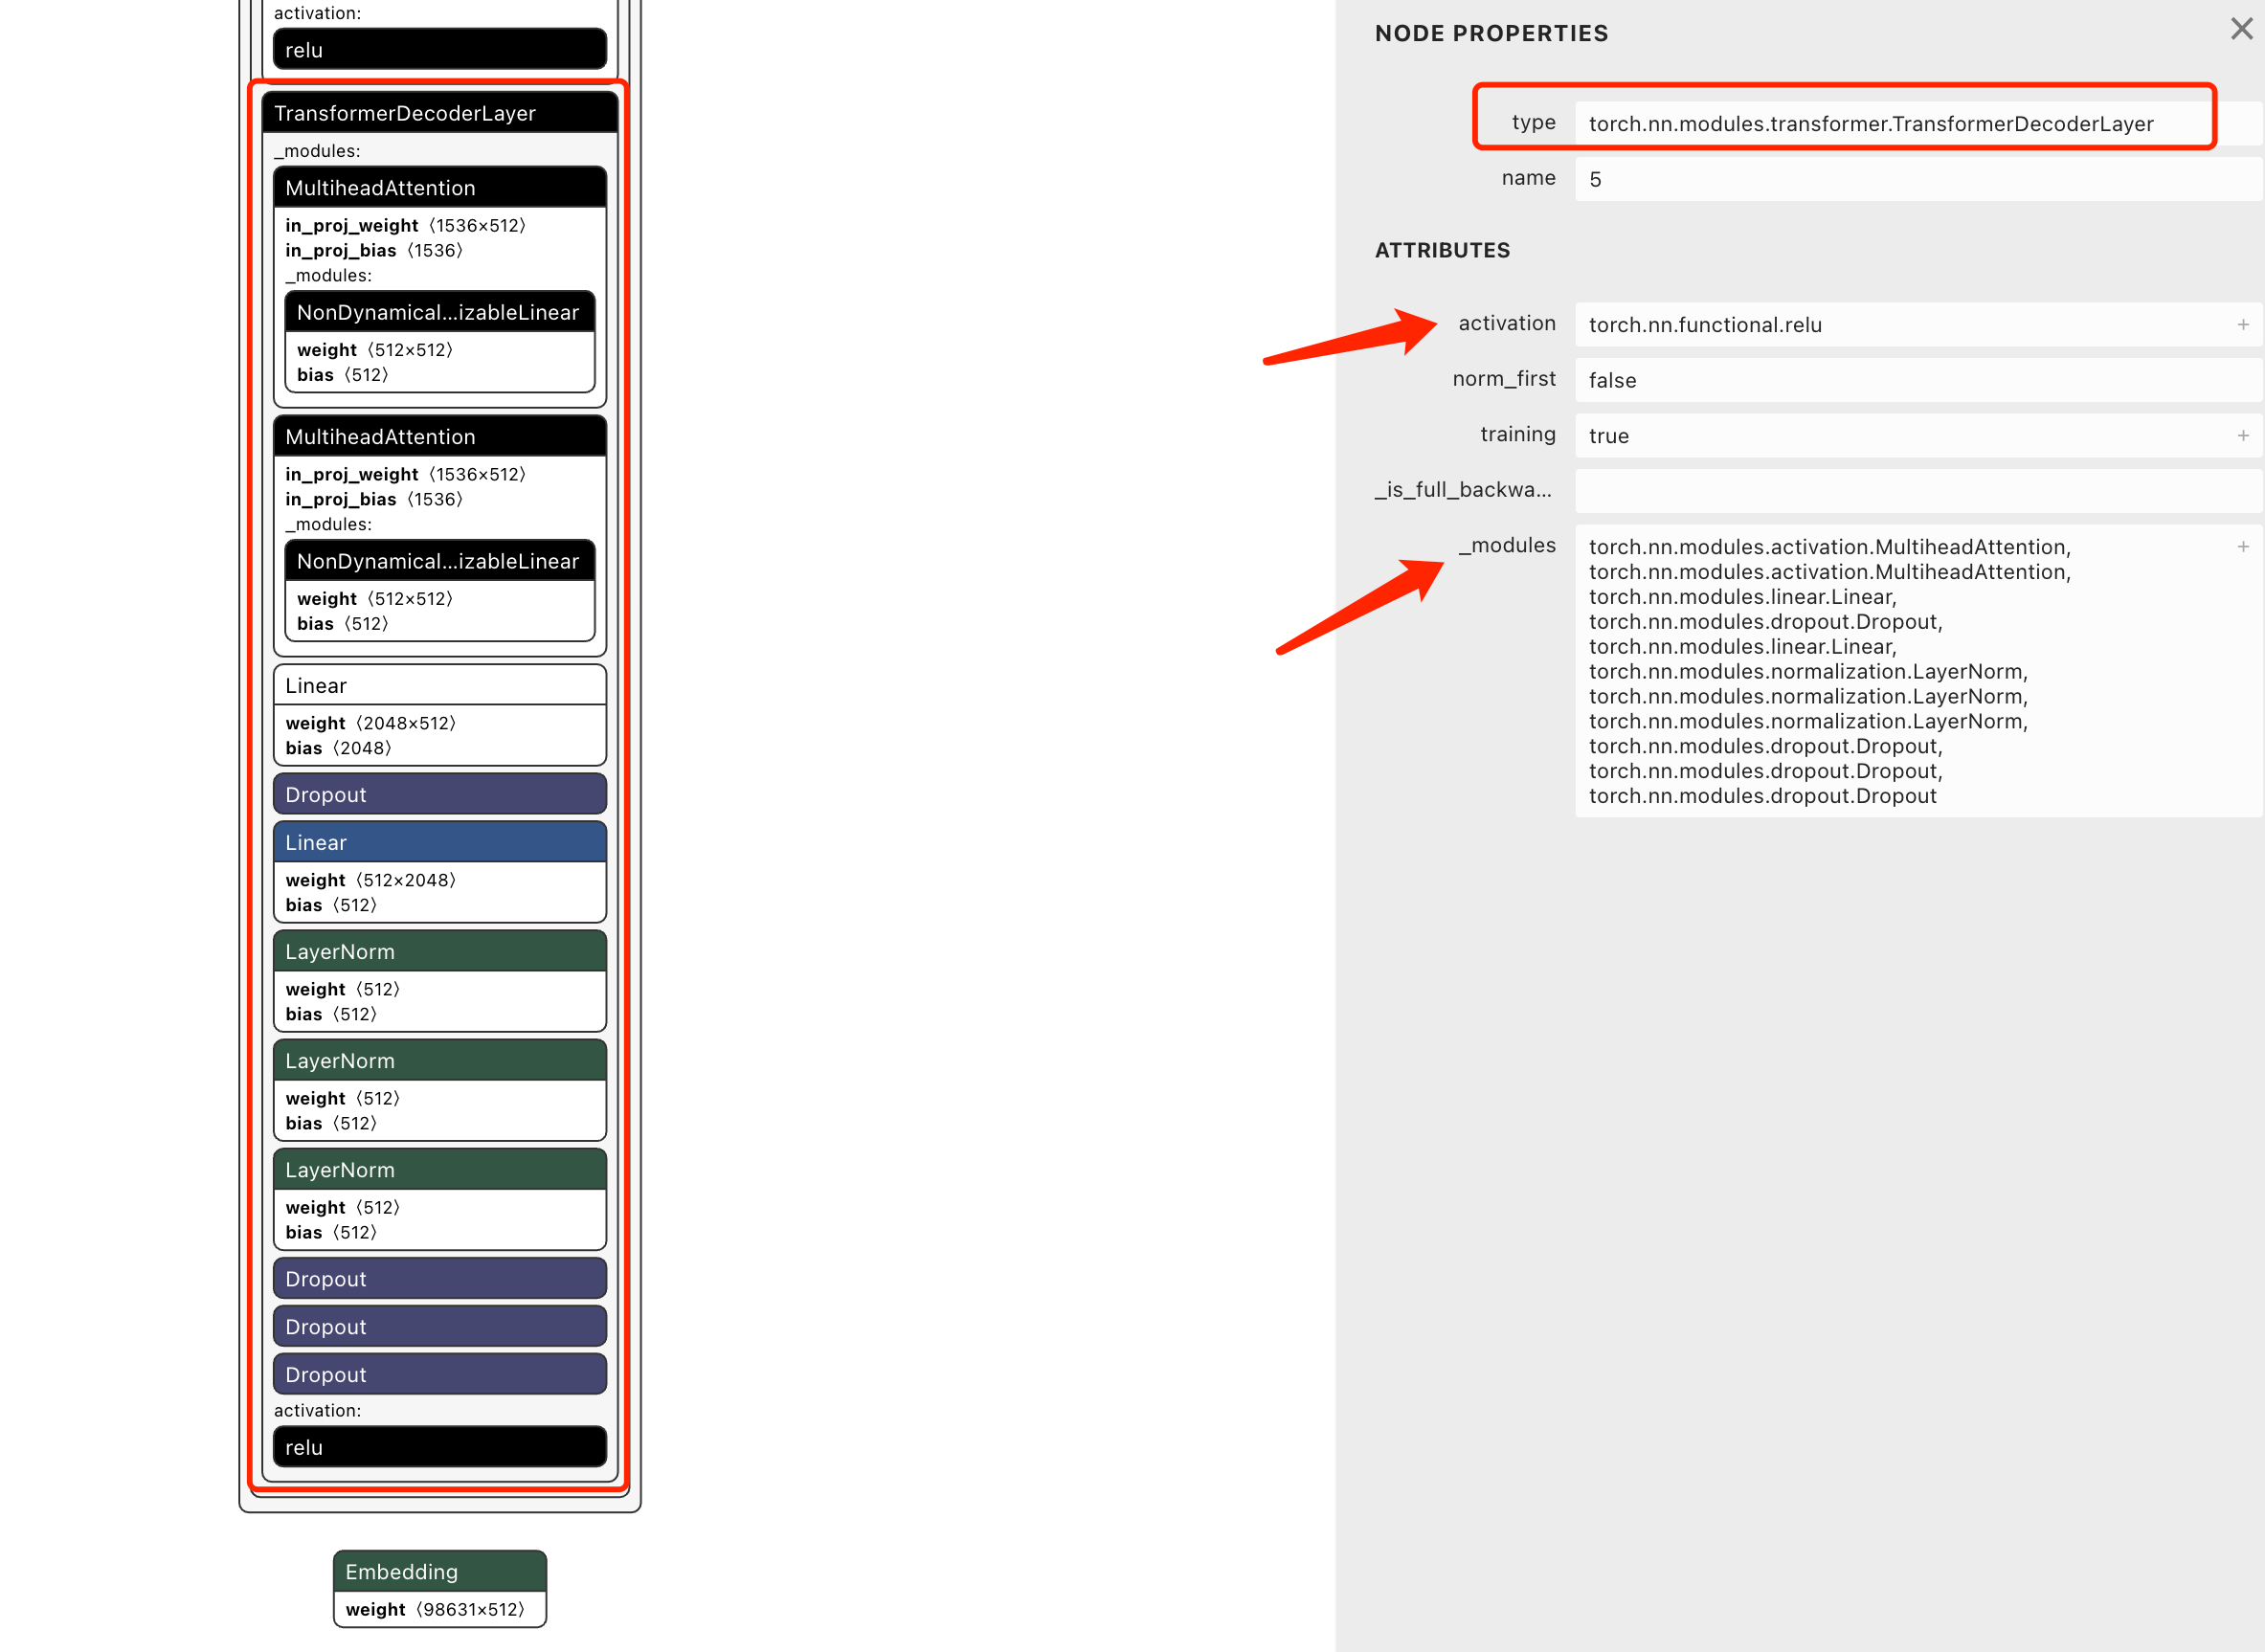 activation:
relu
TransformerDecoderLayer
_modules:
MultiheadAttention
in_proj_weight 〈1536×512〉
in_proj_bias 〈1536〉
_modules:
NonDynamical...izableLinear
weight 〈512×512〉
bias 〈512〉
MultiheadAttention
in_proj_weight 〈1536×512〉
in_proj_bias 〈1536〉
_modules:
NonDynamical...izableLinear
weight 〈512×512〉
bias 〈512〉
Linear
weight 〈2048×512〉
bias 〈2048〉
Dropout
Linear
weight 〈512×2048〉
bias 〈512〉
LayerNorm
weight 〈512〉
bias 〈512〉
LayerNorm
weight 〈512〉
bias 〈512〉
LayerNorm
weight 〈512〉
bias 〈512〉
Dropout
Dropout
Dropout
activation:
relu
Embedding
weight 〈98631×512〉
NODE PROPERTIES
type torch.nn.modules.transformer.TransformerDecoderLayer
name 5
ATTRIBUTES
activation torch.nn.functional.relu +
norm_first false
training true +
_is_full_backwa...
_modules torch.nn.modules.activation.MultiheadAttention, +
torch.nn.modules.activation.MultiheadAttention,
torch.nn.modules.linear.Linear,
torch.nn.modules.dropout.Dropout,
torch.nn.modules.linear.Linear,
torch.nn.modules.normalization.LayerNorm,
torch.nn.modules.normalization.LayerNorm,
torch.nn.modules.normalization.LayerNorm,
torch.nn.modules.dropout.Dropout,
torch.nn.modules.dropout.Dropout,
torch.nn.modules.dropout.Dropout